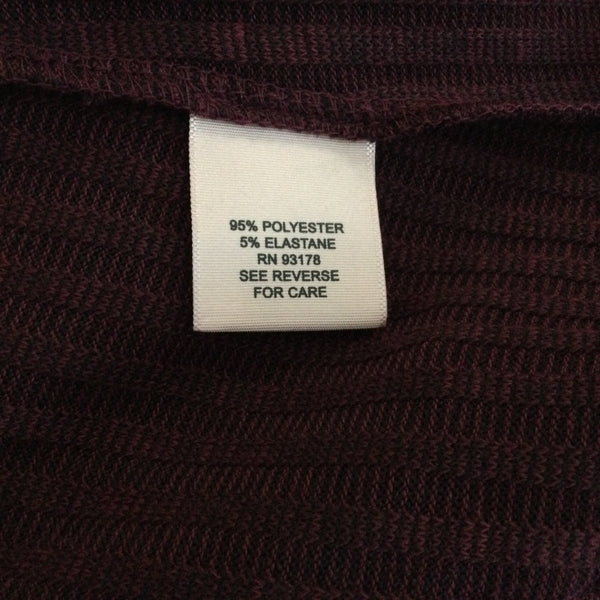 95% POLYESTER
5% ELASTANE
RN 93178
SEE REVERSE
FOR CARE